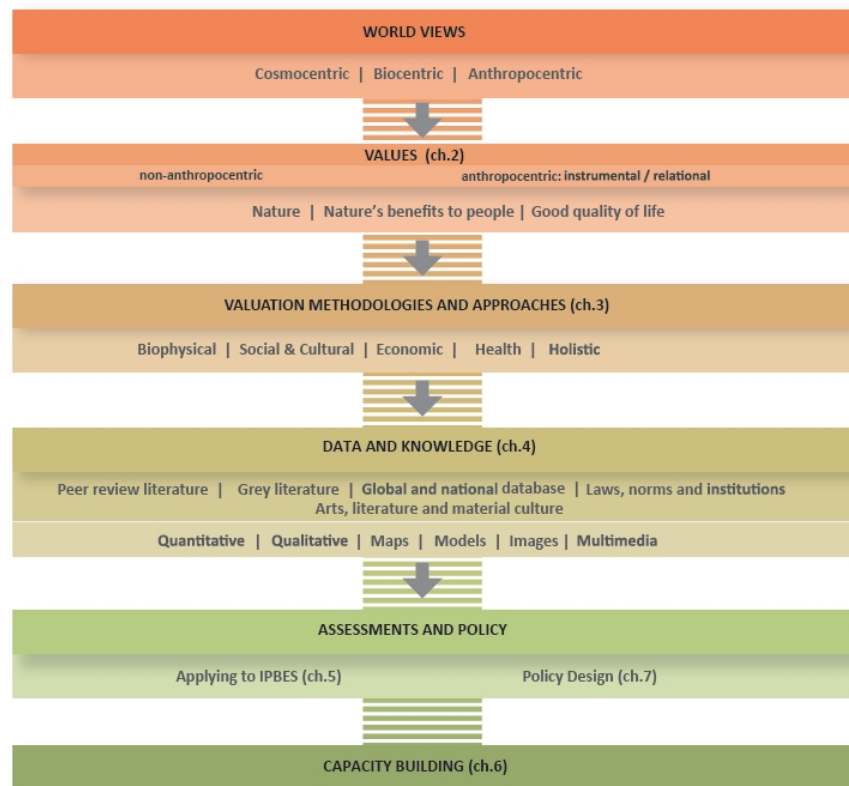 WORLD VIEWS
Cosmocentric | Biocentric | Anthropocentric
VALUES (ch.2)
non-anthropocentric anthropocentric: instrumental / relational
Nature | Nature's benefits to people | Good quality of life
VALUATION METHODOLOGIES AND APPROACHES (ch.3)
Biophysical | Social & Cultural | Economic | Health | Holistic
DATA AND KNOWLEDGE (ch.4)
Peer review literature | Grey literature | Global and national database | Laws, norms and institutions
Arts, literature and material culture
Quantitative | Qualitative | Maps | Models | Images | Multimedia
ASSESSMENTS AND POLICY
Applying to IPBES (ch.5) Policy Design (ch.7)
CAPACITY BUILDING (ch.6)